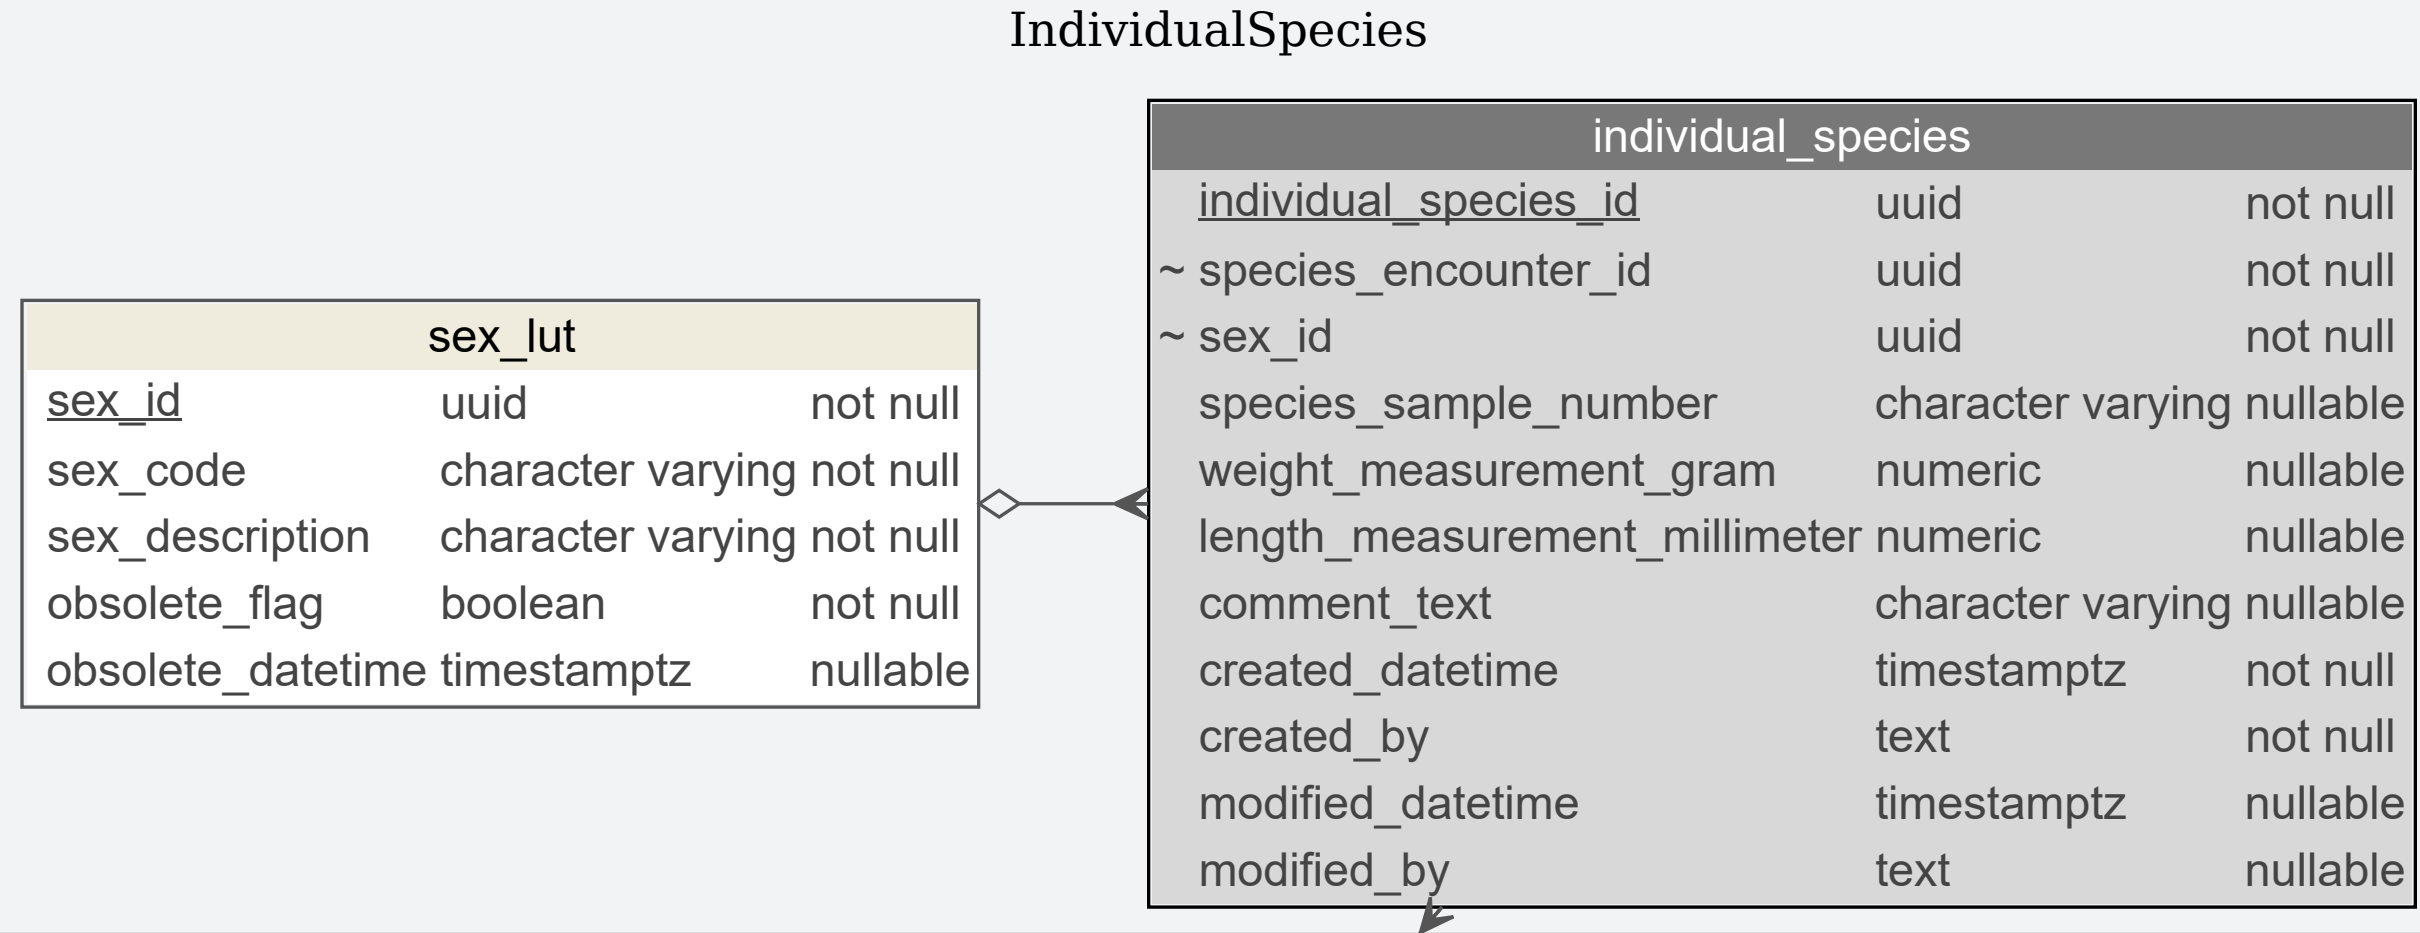 IndividualSpecies
sex_lut
sex_id uuid not null
sex_code character varying not null
sex_description character varying not null
obsolete_flag boolean not null
obsolete_datetime timestamptz nullable
individual_species
individual_species_id uuid not null
~ species_encounter_id uuid not null
~ sex_id uuid not null
species_sample_number character varying nullable
weight_measurement_gram numeric nullable
length_measurement_millimeter numeric nullable
comment_text character varying nullable
created_datetime timestamptz not null
created_by text not null
modified_datetime timestamptz nullable
modified_by text nullable